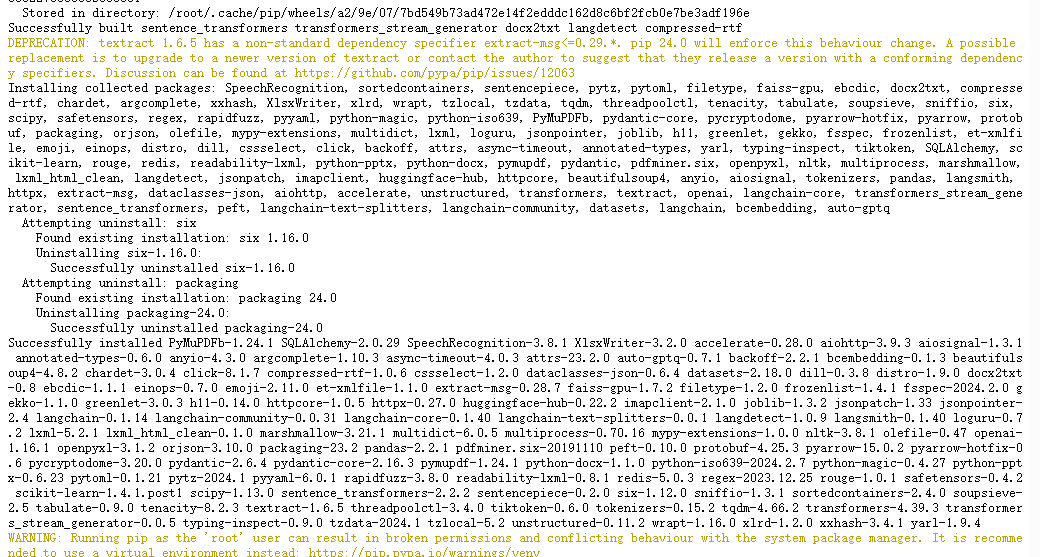 Stored in directory: /root/.cache/pip/wheels/a2/9e/07/7bd549b73ad472e14f2edddc162d8c6bf2fcb0e7be3adf196e
Successfully built sentence_transformers transformers_stream_generator docx2txt langdetect compressed-rtf
DEPRECATION: textract 1.6.5 has a non-standard dependency specifier extract-msg<=0.29.*. pip 24.0 will enforce this behaviour change. A possible
replacement is to upgrade to a newer version of textract or contact the author to suggest that they release a version with a conforming dependenc
y specifiers. Discussion can be found at https://github.com/pypa/pip/issues/12063
Installing collected packages: SpeechRecognition, sortedcontainers, sentencepiece, pytz, pytoml, filetype, faiss-gpu, ebcdic, docx2txt, compresse
d-rtf, chardet, argcomplete, xxhash, XlsxWriter, xlrd, wrapt, tzlocal, tzdata, tqdm, threadpoolctl, tenacity, tabulate, soupsieve, sniffio, six,
scipy, safetensors, regex, rapidfuzz, pyyaml, python-magic, python-iso639, PyMuPDFb, pydantic-core, pycryptodome, pyarrow-hotfix, pyarrow, protob
uf, packaging, orjson, olefile, mypy-extensions, multidict, lxml, loguru, jsonpointer, joblib, h11, greenlet, gekko, fsspec, frozenlist, et-xmlfi
le, emoji, einops, distro, dill, cssselect, click, backoff, attrs, async-timeout, annotated-types, yarl, typing-inspect, tiktoken, SQLAlchemy, sc
ikit-learn, rouge, redis, readability-lxml, python-pptx, python-docx, pymupdf, pydantic, pdfminer.six, openpyxl, nltk, multiprocess, marshmallow,
lxml_html_clean, langdetect, jsonpatch, imapclient, huggingface-hub, httpcore, beautifulsoup4, anyio, aiosignal, tokenizers, pandas, langsmith,
httpx, extract-msg, dataclasses-json, aiohttp, accelerate, unstructured, transformers, textract, openai, langchain-core, transformers_stream_gene
rator, sentence_transformers, peft, langchain-text-splitters, langchain-community, datasets, langchain, bcembedding, auto-gptq
Attempting uninstall: six
Found existing installation: six 1.16.0
Uninstalling six-1.16.0:
Successfully uninstalled six-1.16.0
Attempting uninstall: packaging
Found existing installation: packaging 24.0
Uninstalling packaging-24.0:
Successfully uninstalled packaging-24.0
Successfully installed PyMuPDFb-1.24.1 SQLAlchemy-2.0.29 SpeechRecognition-3.8.1 XlsxWriter-3.2.0 accelerate-0.28.0 aiohttp-3.9.3 aiosignal-1.3.1
annotated-types-0.6.0 anyio-4.3.0 argcomplete-1.10.3 async-timeout-4.0.3 attrs-23.2.0 auto-gptq-0.7.1 backoff-2.2.1 bcembedding-0.1.3 beautifuls
oup4-4.8.2 chardet-3.0.4 click-8.1.7 compressed-rtf-1.0.6 cssselect-1.2.0 dataclasses-json-0.6.4 datasets-2.18.0 dill-0.3.8 distro-1.9.0 docx2txt
-0.8 ebcdic-1.1.1 einops-0.7.0 emoji-2.11.0 et-xmlfile-1.1.0 extract-msg-0.28.7 faiss-gpu-1.7.2 filetype-1.2.0 frozenlist-1.4.1 fsspec-2024.2.0 g
ekko-1.1.0 greenlet-3.0.3 h11-0.14.0 httpcore-1.0.5 httpx-0.27.0 huggingface-hub-0.22.2 imapclient-2.1.0 joblib-1.3.2 jsonpatch-1.33 jsonpointer-
2.4 langchain-0.1.14 langchain-community-0.0.31 langchain-core-0.1.40 langchain-text-splitters-0.0.1 langdetect-1.0.9 langsmith-0.1.40 loguru-0.7
.2 lxml-5.2.1 lxml_html_clean-0.1.0 marshmallow-3.21.1 multidict-6.0.5 multiprocess-0.70.16 mypy-extensions-1.0.0 nltk-3.8.1 olefile-0.47 openai-
1.16.1 openpyxl-3.1.2 orjson-3.10.0 packaging-23.2 pandas-2.2.1 pdfminer.six-20191110 peft-0.10.0 protobuf-4.25.3 pyarrow-15.0.2 pyarrow-hotfix-0
.6 pycryptodome-3.20.0 pydantic-2.6.4 pydantic-core-2.16.3 pymupdf-1.24.1 python-docx-1.1.0 python-iso639-2024.2.7 python-magic-0.4.27 python-ppt
x-0.6.23 pytoml-0.1.21 pytz-2024.1 pyyaml-6.0.1 rapidfuzz-3.8.0 readability-lxml-0.8.1 redis-5.0.3 regex-2023.12.25 rouge-1.0.1 safetensors-0.4.2
scikit-learn-1.4.1.post1 scipy-1.13.0 sentence_transformers-2.2.2 sentencepiece-0.2.0 six-1.12.0 sniffio-1.3.1 sortedcontainers-2.4.0 soupsieve-
2.5 tabulate-0.9.0 tenacity-8.2.3 textract-1.6.5 threadpoolctl-3.4.0 tiktoken-0.6.0 tokenizers-0.15.2 tqdm-4.66.2 transformers-4.39.3 transformer
s_stream_generator-0.0.5 typing-inspect-0.9.0 tzdata-2024.1 tzlocal-5.2 unstructured-0.11.2 wrapt-1.16.0 xlrd-1.2.0 xxhash-3.4.1 yarl-1.9.4
WARNING: Running pip as the 'root' user can result in broken permissions and conflicting behaviour with the system package manager. It is recomme
nded to use a virtual environment instead: https://pip.pypa.io/warnings/venv